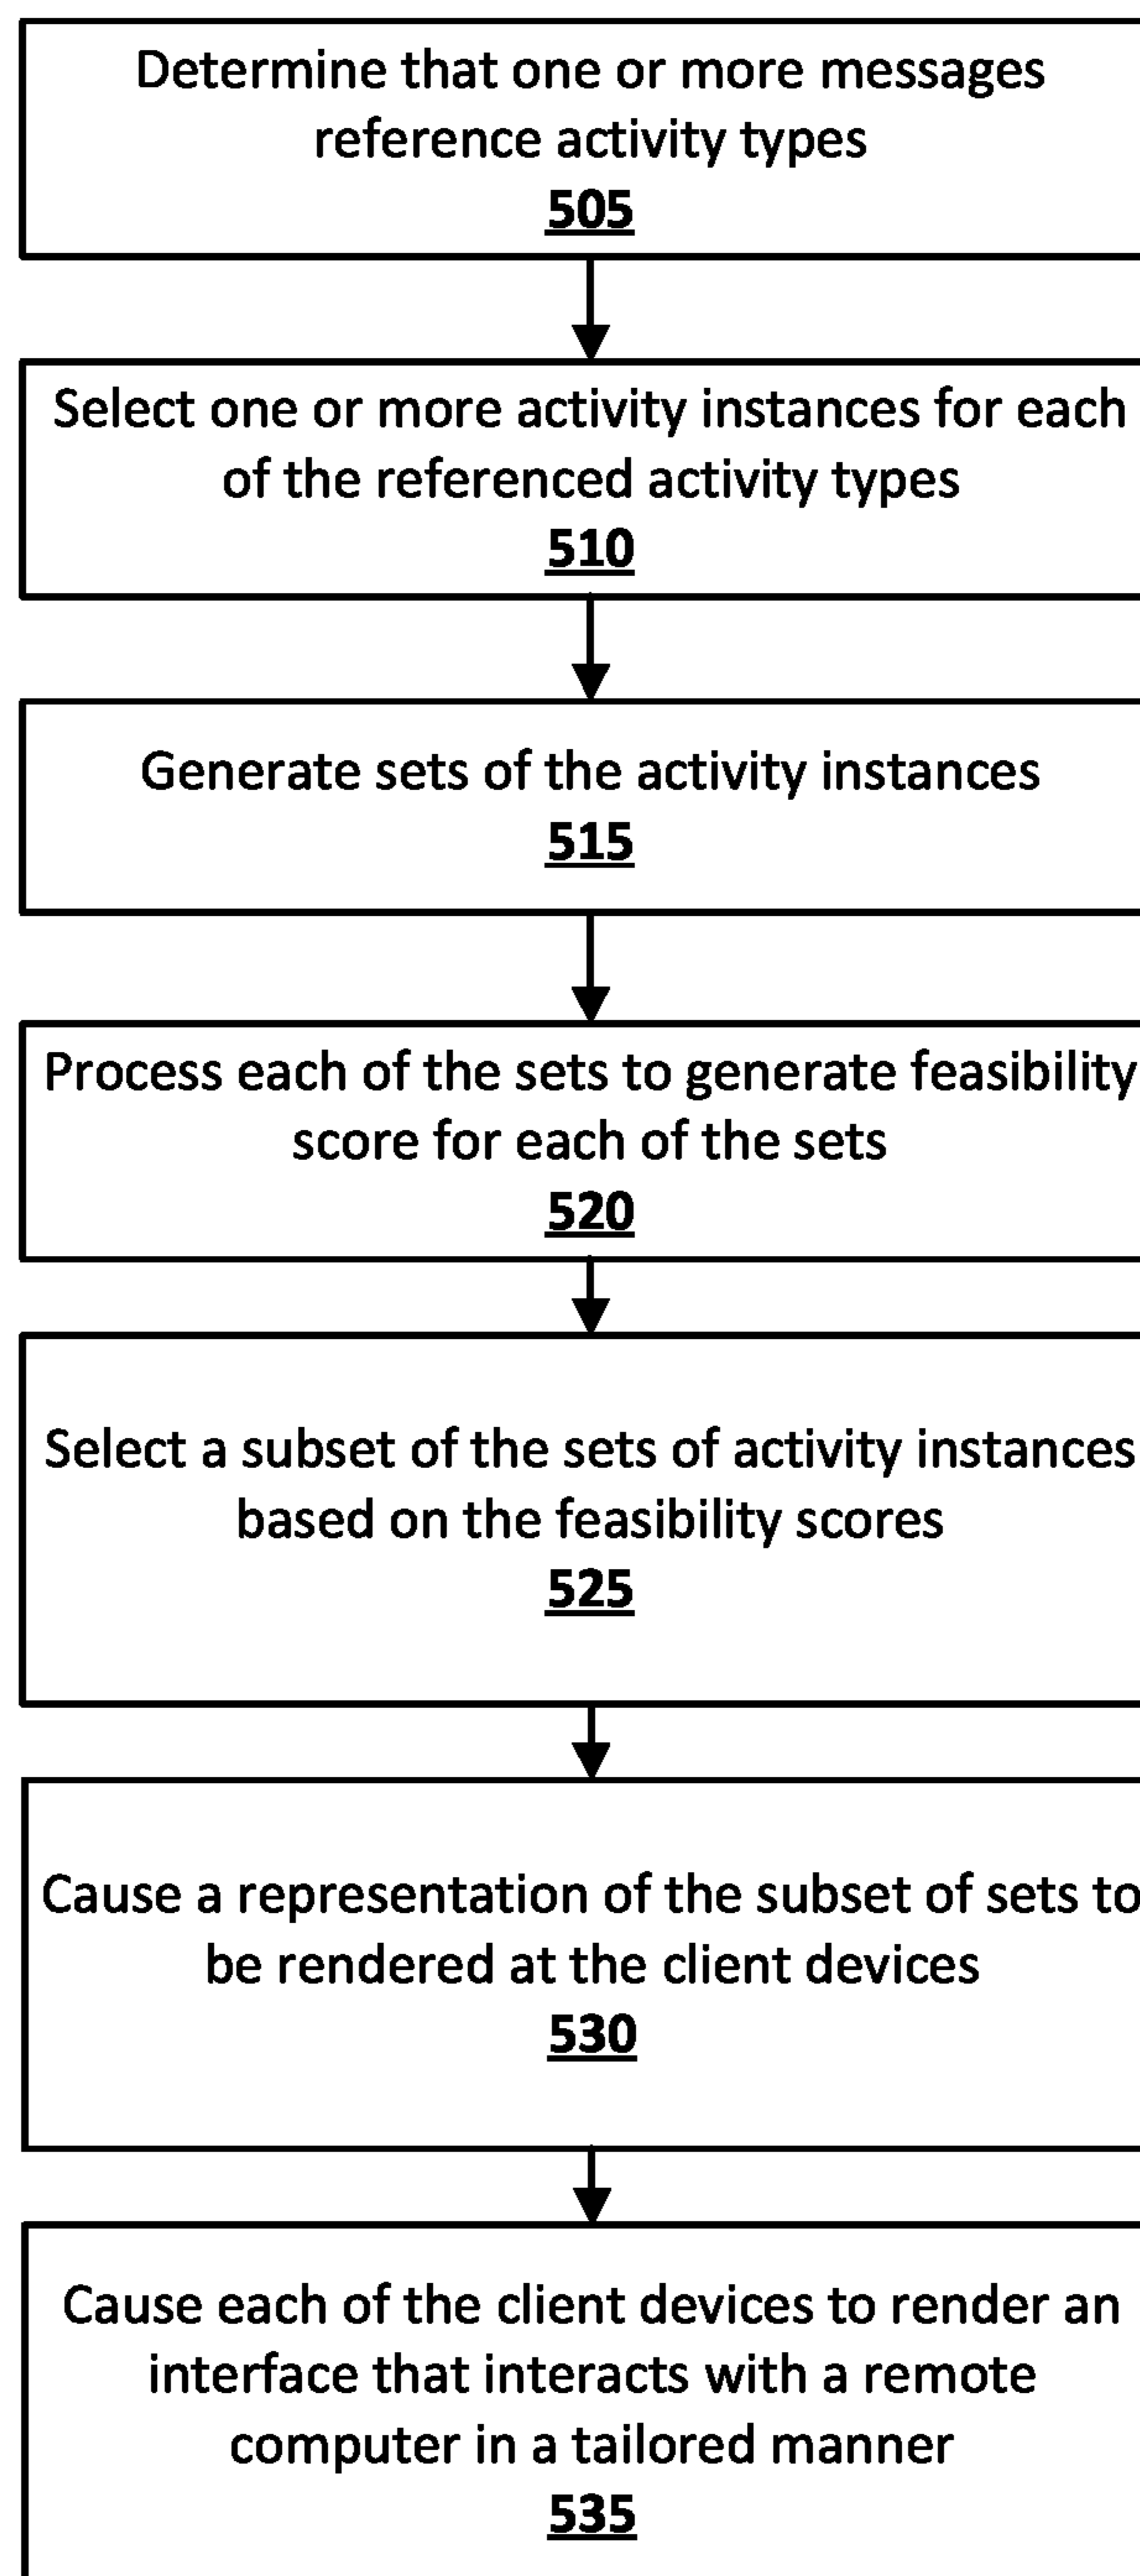 Determine that one or more messages
reference activity types
505
Select one or more activity instances for each
of the referenced activity types
510
Generate sets of the activity instances
515
Process each of the sets to generate feasibility
score for each of the sets
520
Select a subset of the sets of activity instances
based on the feasibility scores
525
Cause a representation of the subset of sets to
be rendered at the client devices
530
Cause each of the client devices to render an
interface that interacts with a remote
computer in a tailored manner
535